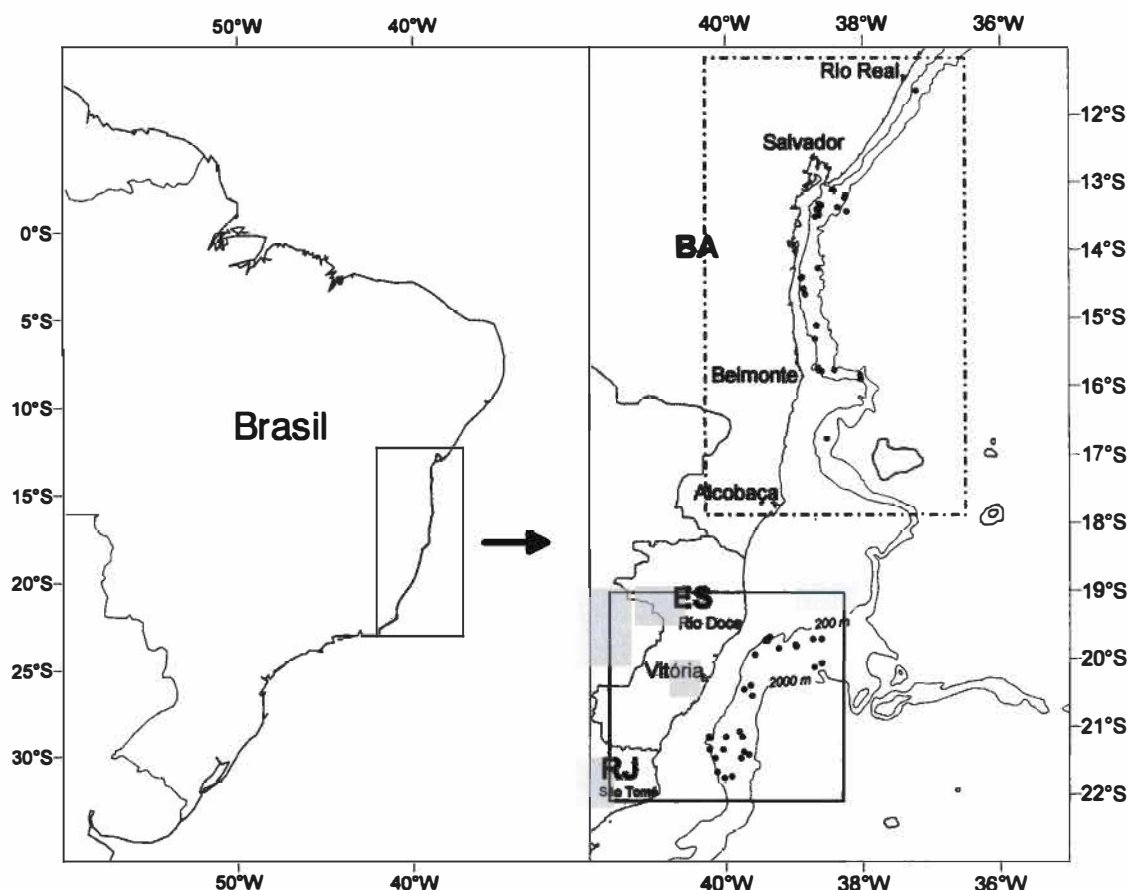 50°W 40°W 40°W 38°W 36°W
Rio Real
12°S
Salvador
13°S
0°S
BA
14°S
5°S
15°S
Belmonte
16°S
10°S
Brasil
17°S
15°S
Alcobaça
18°S
20°S
19°S
ES
Rio Doce
200 m
25°S
20°S
Vitória
2000 m
21°S
30°S
RJ
São Tomé
22°S
50°W 40°W 40°W 38°W 36°W